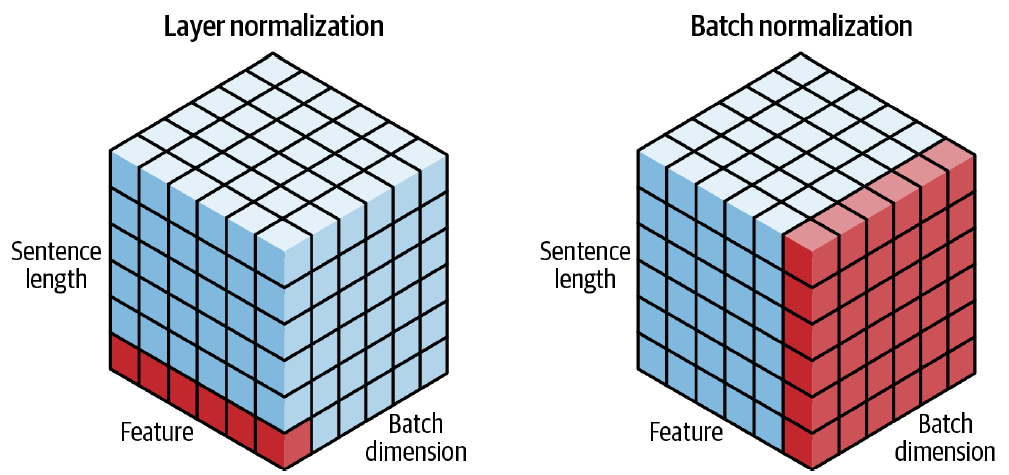 Layer normalization
Sentence
length
Feature
Batch
dimension
Batch normalization
Sentence
length
Feature
Batch
dimension